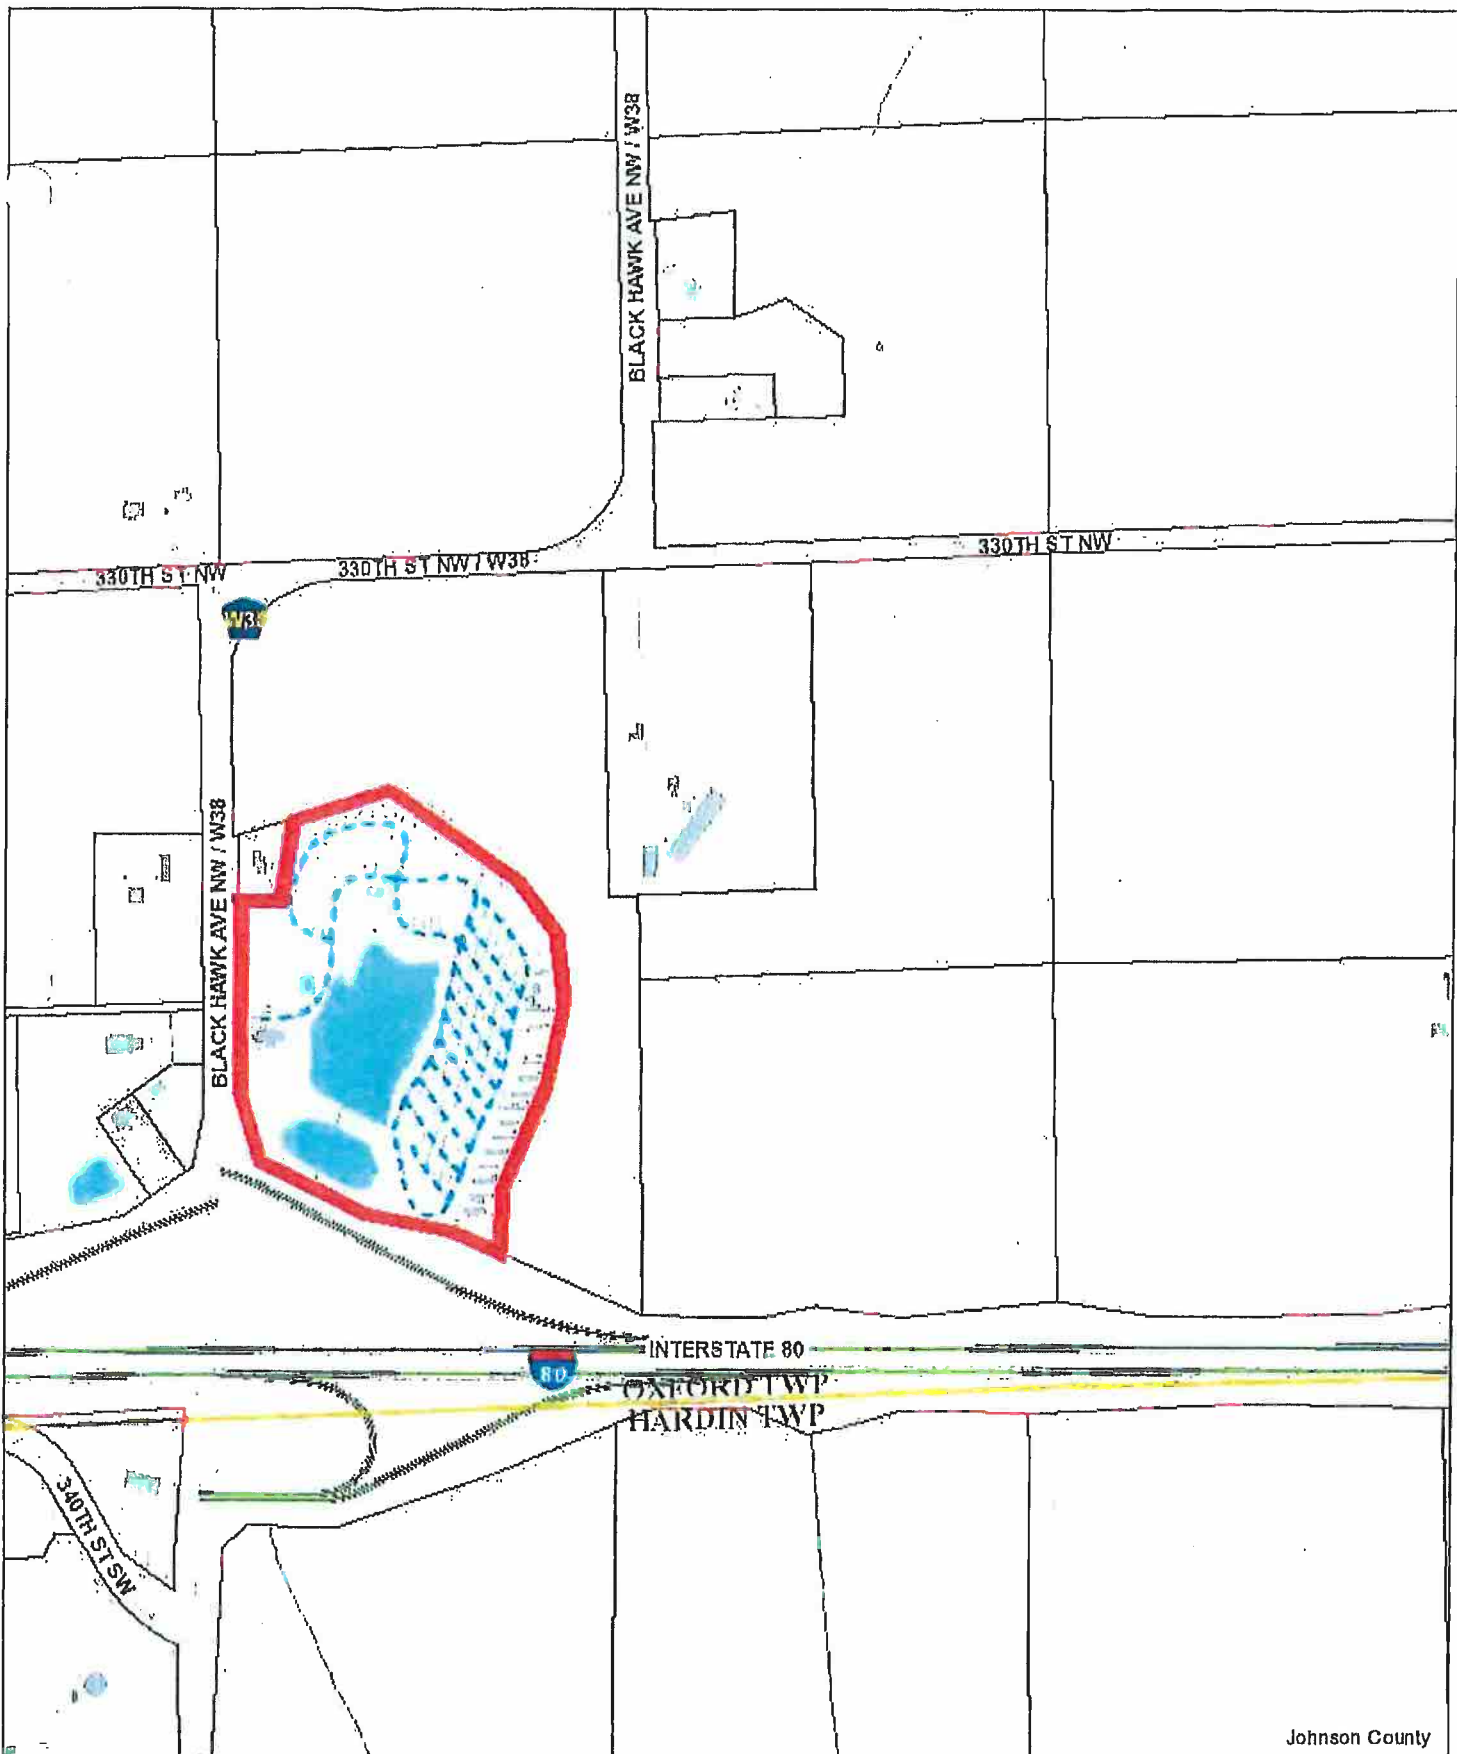 BLACK HAWK AVE NW / W38
330TH ST NW
330TH ST NW
330TH ST NW / W38
BLACK HAWK AVE NW / W38
INTERSTATE 80
80
OXFORD TWP
HARDIN TWP
340TH ST SW
Johnson County